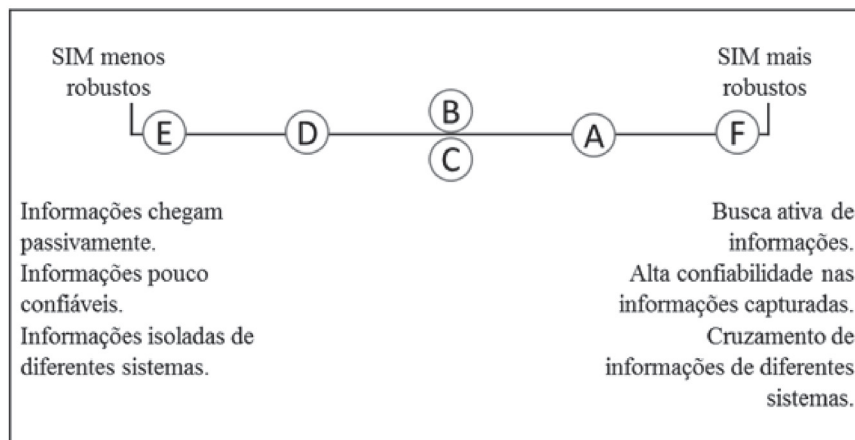 SIM menos
robustos
SIM mais
robustos
E
D
B
C
A
F
Informações chegam
passivamente.
Informações pouco
confiáveis.
Informações isoladas de
diferentes sistemas.
Busca ativa de
informações.
Alta confiabilidade nas
informações capturadas.
Cruzamento de
informações de diferentes
sistemas.